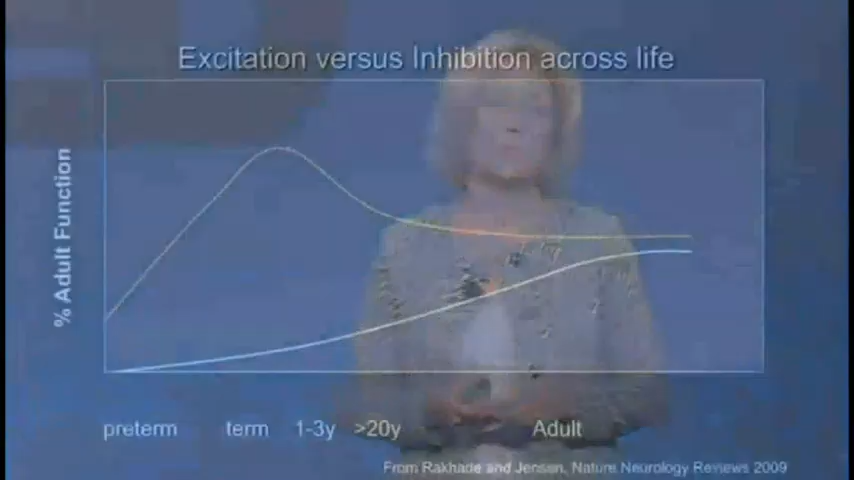 Excitation versus Inhibition across life
% Adult Function
preterm term 1-3y >20y Adult
From Rakhade and Jensen, Nature Neurology Reviews 2009